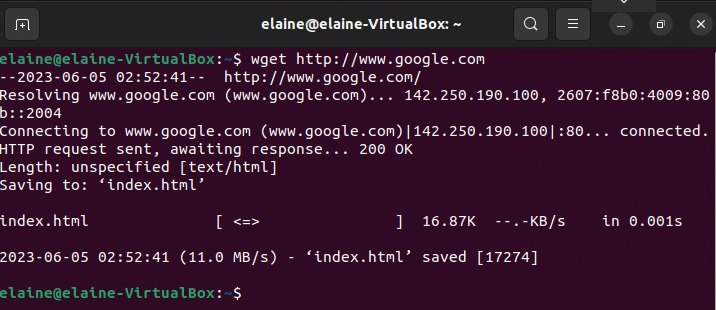 elaine@elaine-VirtualBox: ~
elaine@elaine-VirtualBox:~$ wget http://www.google.com
--2023-06-05 02:52:41--  http://www.google.com/
Resolving www.google.com (www.google.com)... 142.250.190.100, 2607:f8b0:4009:80
b::2004
Connecting to www.google.com (www.google.com)|142.250.190.100|:80... connected.
HTTP request sent, awaiting response... 200 OK
Length: unspecified [text/html]
Saving to: ‘index.html’
index.html              [ <=>                ]  16.87K  --.-KB/s    in 0.001s
2023-06-05 02:52:41 (11.0 MB/s) - ‘index.html’ saved [17274]
elaine@elaine-VirtualBox:~$